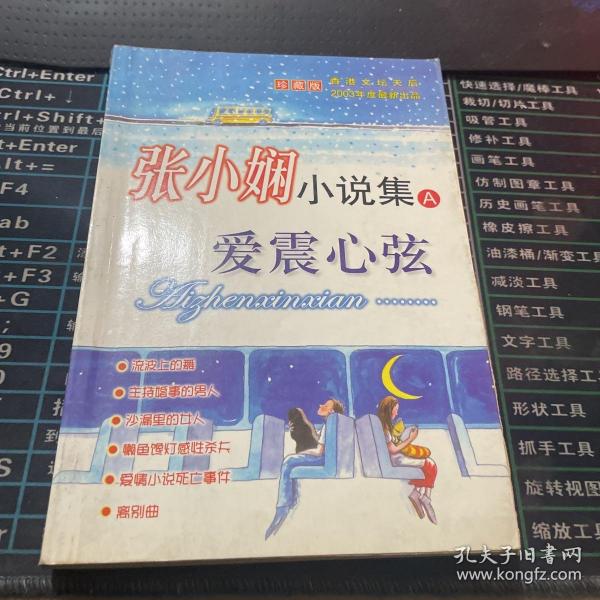 珍藏版
香港文坛天后
2003年度最新出品
张小娴小说集A
爱震心弦
Aizhenxinxian ········
流波上的舞
主持喀事的男人
沙漏里的女人
懒鱼馋灯感性杀夫
爱情小说死亡事件
离别曲
Ctrl+Enter
Ctrl+↓
Ctrl+Shift+
当前位置到最后
t+Enter
lt+=
F4
Tab
t+F2
t+F3
+G
快速选择/魔棒工具
裁切/切片工具
吸管工具
修补工具
画笔工具
仿制图章工具
历史画笔工具
橡皮擦工具
油漆桶/渐变工具
减淡工具
钢笔工具
文字工具
路径选择工
形状工具
抓手工具
旋转视图
缩放工具
孔夫子旧书网
www.kongfz.com